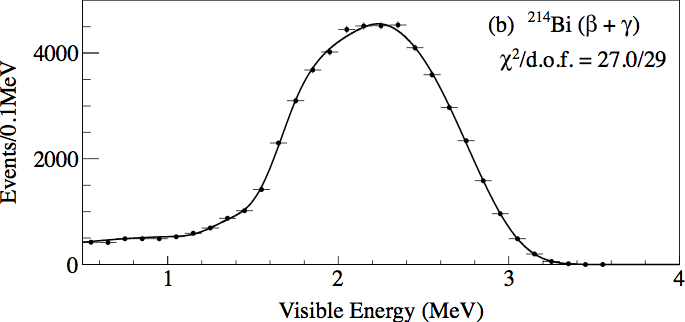 (b) ²¹⁴Bi (β + γ)
χ²/d.o.f. = 27.0/29
Events/0.1MeV
4000
2000
0
1
2
3
4
Visible Energy (MeV)